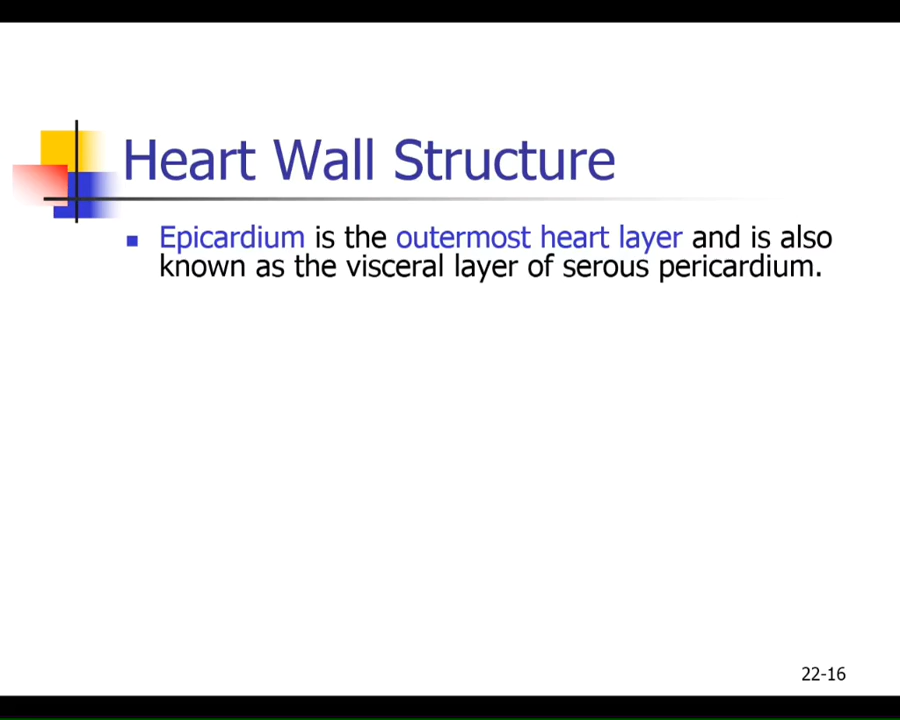 Heart Wall Structure
Epicardium is the outermost heart layer and is also
known as the visceral layer of serous pericardium.
22-16